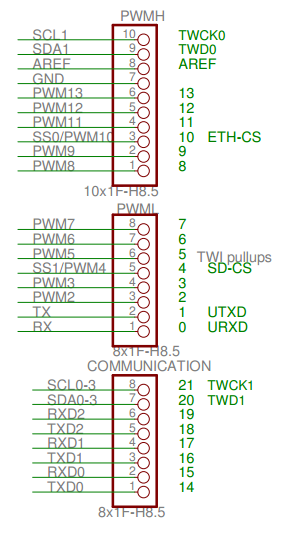 PWMH
SCL1 10 TWCK0
SDA1 9 TWD0
AREF 8 AREF
GND 7
PWM13 6 13
PWM12 5 12
PWM11 4 11
SS0/PWM10 3 10 ETH-CS
PWM9 2 9
PWM8 1 8
10x1F-H8.5
PWML
PWM7 8 7
PWM6 7 6
PWM5 6 5 TWI pullups
SS1/PWM4 5 4 SD-CS
PWM3 4 3
PWM2 3 2
TX 2 1 UTXD
RX 1 0 URXD
8x1F-H8.5
COMMUNICATION
SCL0-3 8 21 TWCK1
SDA0-3 7 20 TWD1
RXD2 6 19
TXD2 5 18
RXD1 4 17
TXD1 3 16
RXD0 2 15
TXD0 1 14
8x1F-H8.5